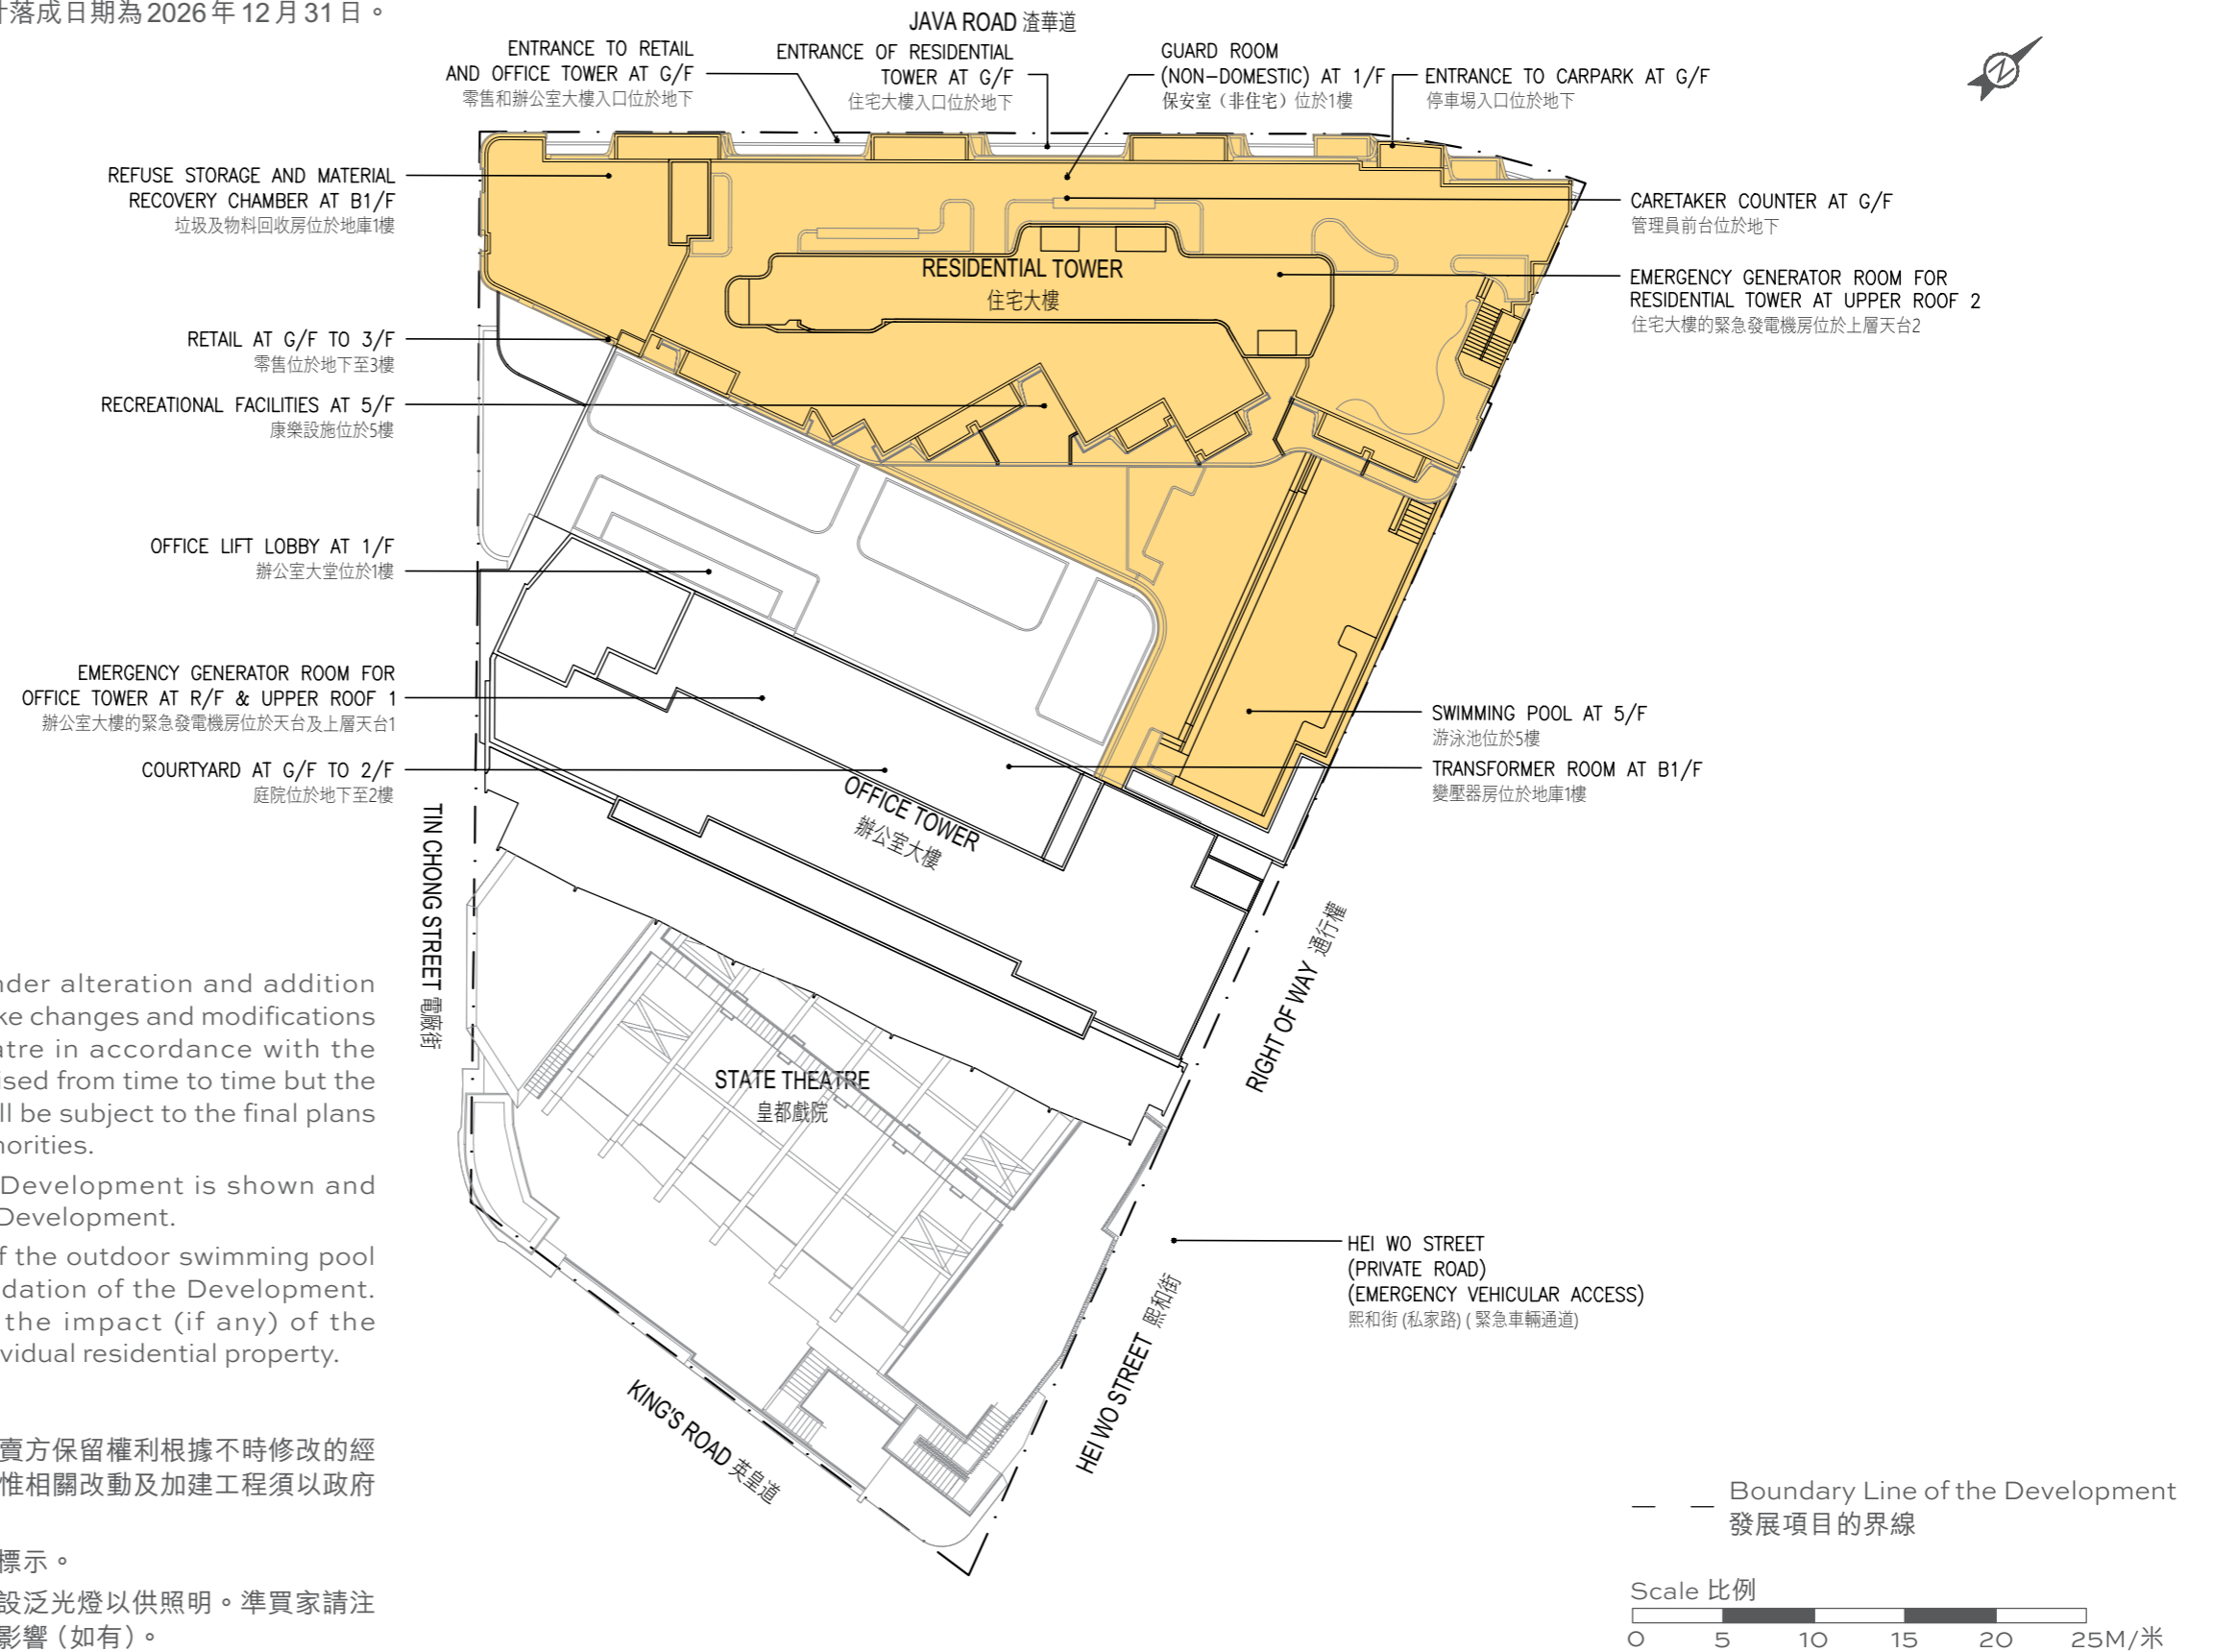 計落成日期為2026年12月31日。
JAVA ROAD 渣華道
ENTRANCE TO RETAIL
AND OFFICE TOWER AT G/F
零售和辦公室大樓入口位於地下
ENTRANCE OF RESIDENTIAL
TOWER AT G/F
住宅大樓入口位於地下
GUARD ROOM
(NON-DOMESTIC) AT 1/F
保安室（非住宅）位於1樓
ENTRANCE TO CARPARK AT G/F
停車場入口位於地下
N
REFUSE STORAGE AND MATERIAL
RECOVERY CHAMBER AT B1/F
垃圾及物料回收房位於地庫1樓
CARETAKER COUNTER AT G/F
管理員前台位於地下
RESIDENTIAL TOWER
住宅大樓
EMERGENCY GENERATOR ROOM FOR
RESIDENTIAL TOWER AT UPPER ROOF 2
住宅大樓的緊急發電機房位於上層天台2
RETAIL AT G/F TO 3/F
零售位於地下至3樓
RECREATIONAL FACILITIES AT 5/F
康樂設施位於5樓
OFFICE LIFT LOBBY AT 1/F
辦公室大堂位於1樓
EMERGENCY GENERATOR ROOM FOR
OFFICE TOWER AT R/F & UPPER ROOF 1
辦公室大樓的緊急發電機房位於天台及上層天台1
SWIMMING POOL AT 5/F
游泳池位於5樓
COURTYARD AT G/F TO 2/F
庭院位於地下至2樓
TRANSFORMER ROOM AT B1/F
變壓器房位於地庫1樓
OFFICE TOWER
辦公室大樓
TIN CHONG STREET 電廠街
RIGHT OF WAY 通行權
STATE THEATRE
皇都戲院
HEI WO STREET
(PRIVATE ROAD)
(EMERGENCY VEHICULAR ACCESS)
熙和街 (私家路) ( 緊急車輛通道)
HEI WO STREET 熙和街
KING'S ROAD 英皇道
nder alteration and addition
ke changes and modifications
atre in accordance with the
ised from time to time but the
ll be subject to the final plans
horities.
Development is shown and
Development.
f the outdoor swimming pool
dation of the Development.
the impact (if any) of the
vidual residential property.
賣方保留權利根據不時修改的經
惟相關改動及加建工程須以政府
標示。
設泛光燈以供照明。準買家請注
影響（如有）。
Boundary Line of the Development
發展項目的界線
Scale 比例
0 5 10 15 20 25M/米